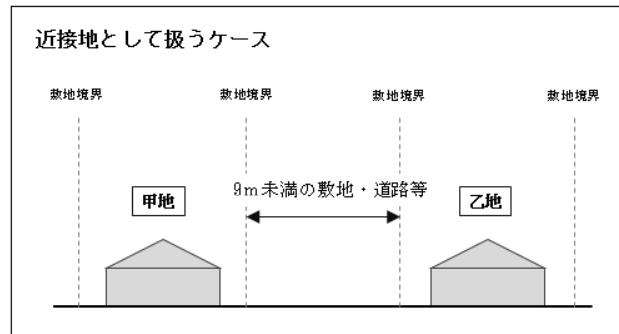 近接地として扱うケース
敷地境界 敷地境界 敷地境界 敷地境界
9m未満の敷地・道路等
甲地 乙地